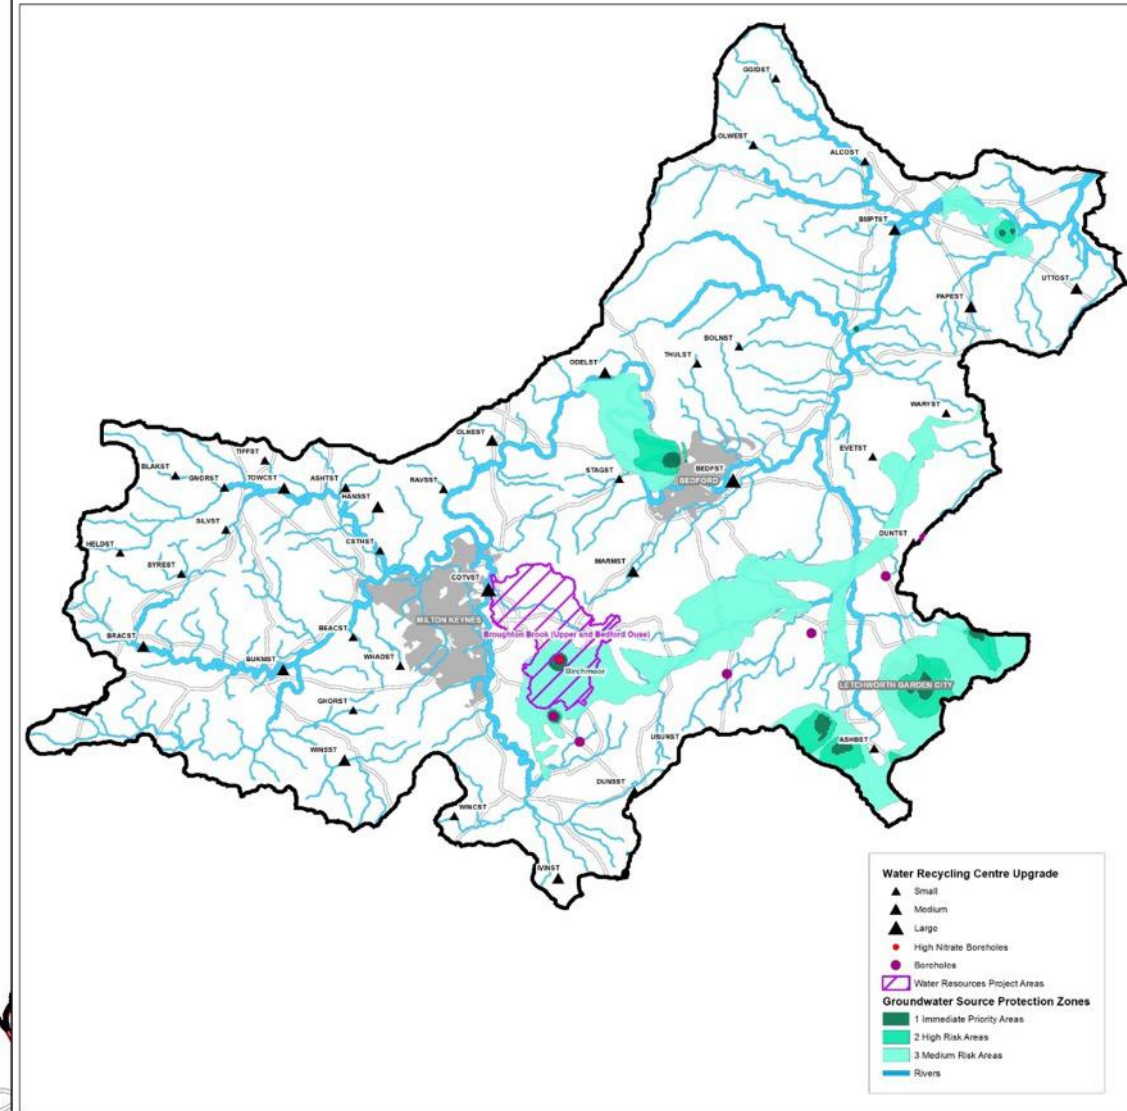 GGIDST
OLWEST
ALCOST
BMPTST
UTTOST
PAPEST
BOLNST
THULST
ODELST
WARYST
OLNEST
EVETST
TIFFST
BLAKST
GNORST
TOWCST
ASHTST
HANSST
RAVSST
STAGST
BEDFST
BEDFORD
SILVST
DUNTST
HELDST
CSTHST
SYREST
COTVST
MARMST
MILTON KEYNES
BEACST
Broughton Brook (Upper and Bedford Ouse)
BRACST
BUKMST
WHADST
Birchmoor
LETCHWORTH GARDEN CITY
GHORST
USUNST
ASHBST
WINSST
DUNSST
WINCST
IVINST
Water Recycling Centre Upgrade
Small
Medium
Large
High Nitrate Boreholes
Boreholes
Water Resources Project Areas
Groundwater Source Protection Zones
1 Immediate Priority Areas
2 High Risk Areas
3 Medium Risk Areas
Rivers